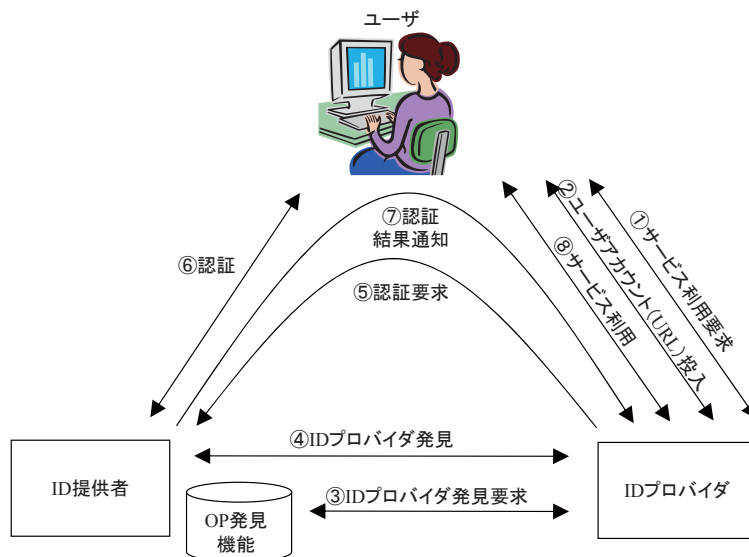 ユーザ
⑦認証
結果通知
⑥認証
⑤認証要求
①サービス利用要求
②ユーザアカウント(URL)投入
⑧サービス利用
④IDプロバイダ発見
ID提供者
IDプロバイダ
③IDプロバイダ発見要求
OP発見
機能